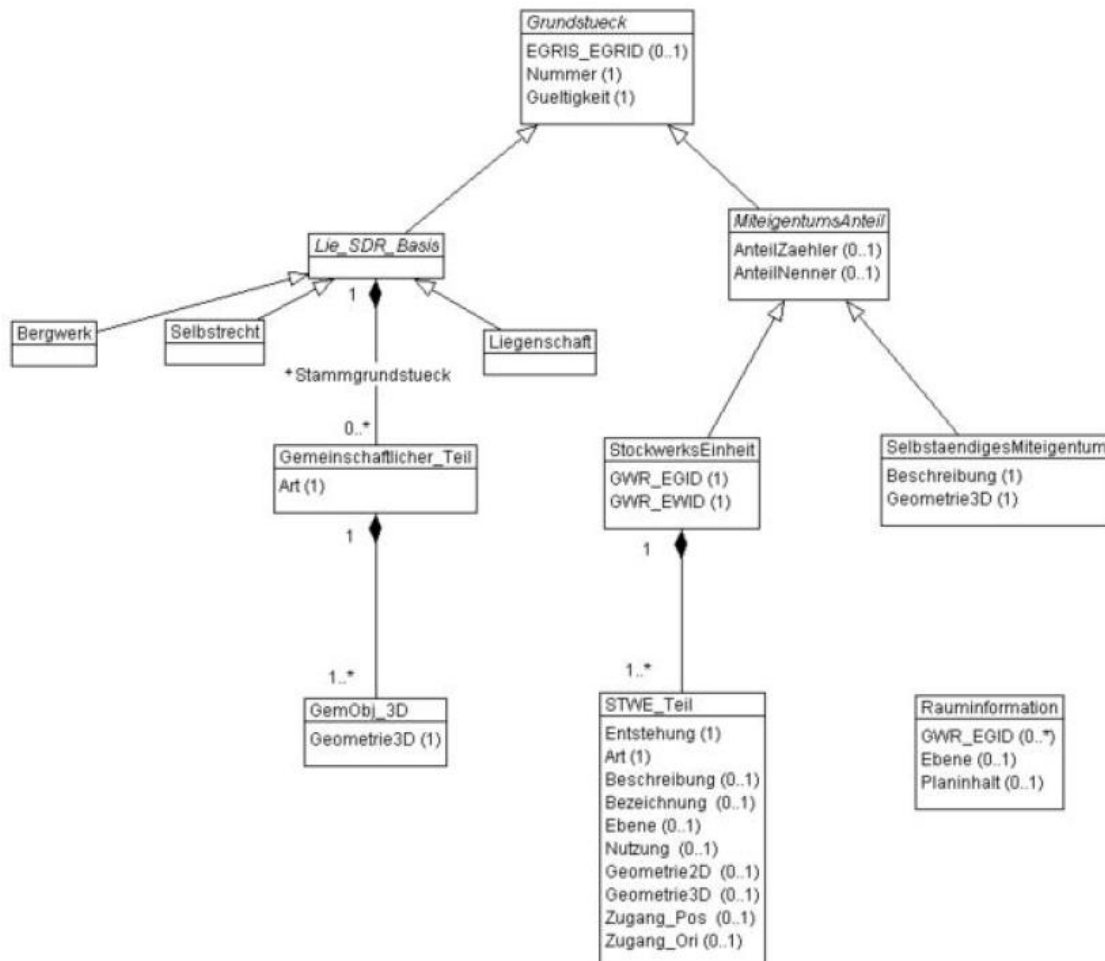 Grundstueck
EGRIS_EGRID (0..1)
Nummer (1)
Gueltigkeit (1)
Lie_SDR_Basis
MiteigentumsAnteil
AnteilZaehler (0..1)
AnteilNenner (0..1)
1
Bergwerk
Selbstrecht
Liegenschaft
*Stammgrundstueck
0..*
Gemeinschaftlicher_Teil
Art (1)
StockwerksEinheit
GWR_EGID (1)
GWR_EWID (1)
SelbstaendigesMiteigentum
Beschreibung (1)
Geometrie3D (1)
1
1
1..*
1..*
GemObj_3D
Geometrie3D (1)
STWE_Teil
Entstehung (1)
Art (1)
Beschreibung (0..1)
Bezeichnung (0..1)
Ebene (0..1)
Nutzung (0..1)
Geometrie2D (0..1)
Geometrie3D (0..1)
Zugang_Pos (0..1)
Zugang_Ori (0..1)
Rauminformation
GWR_EGID (0..*)
Ebene (0..1)
Planinhalt (0..1)